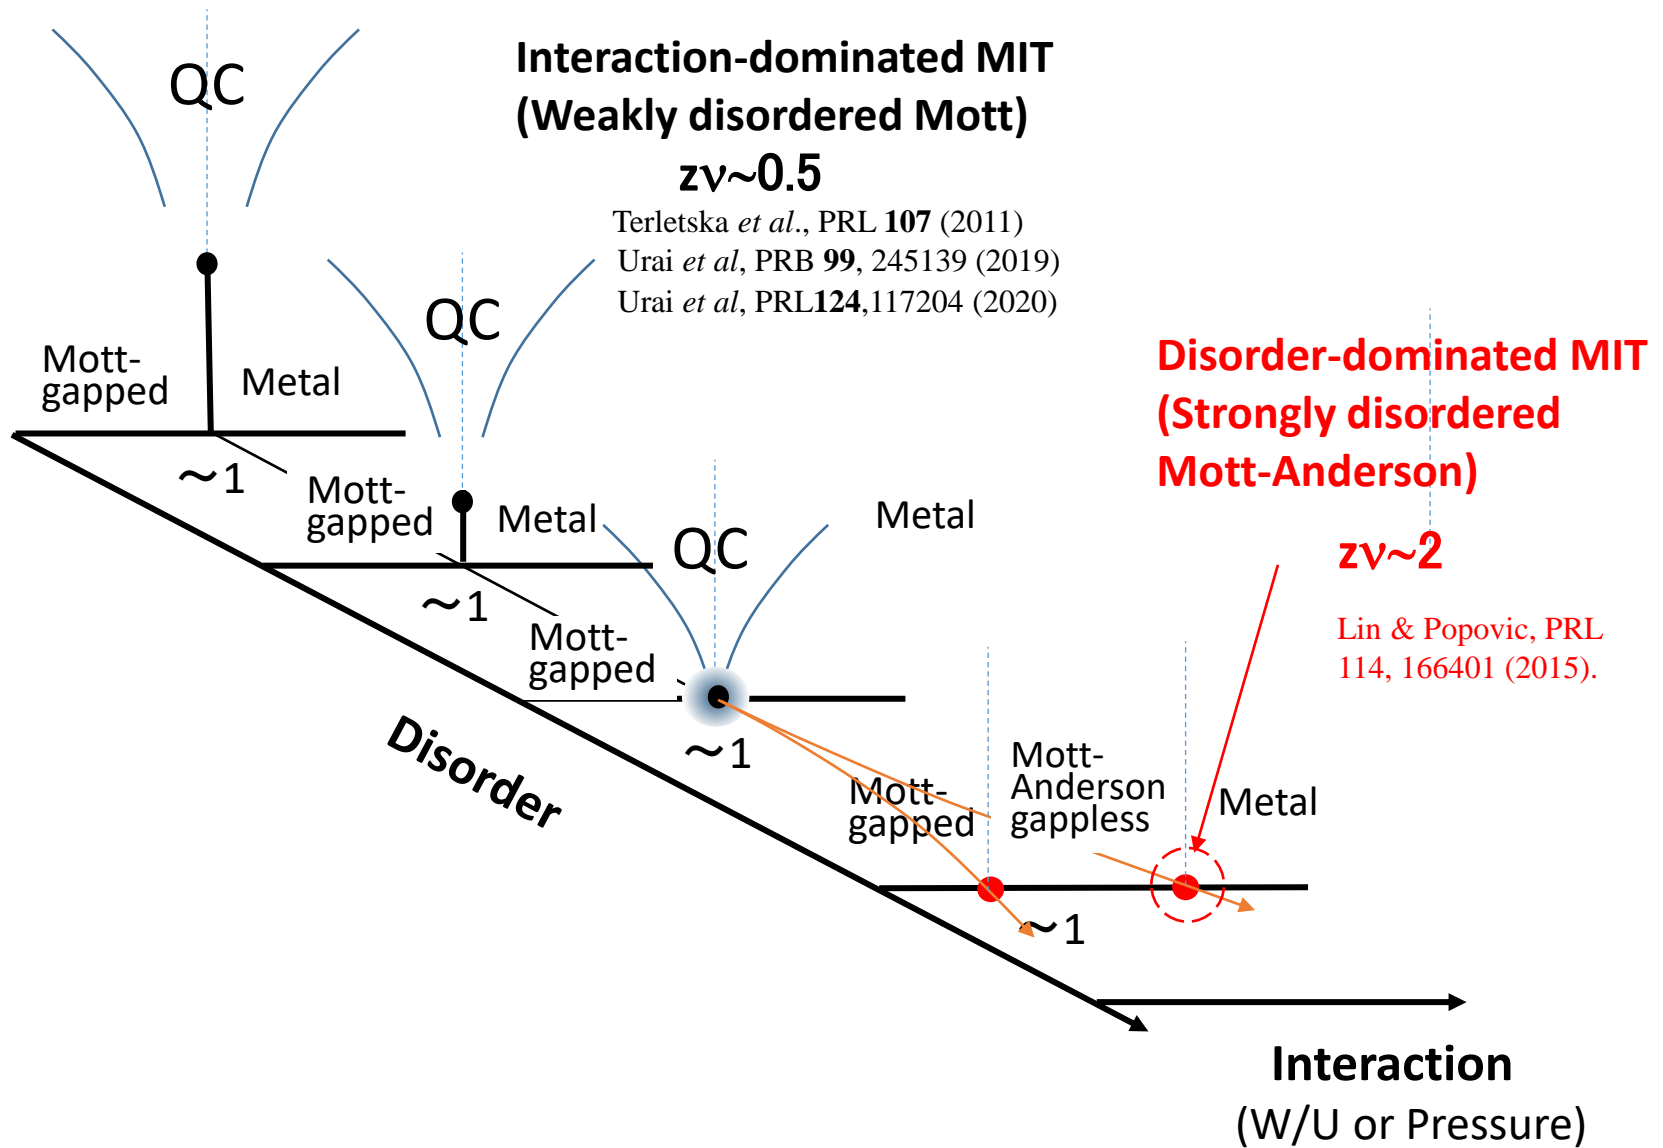 QC
Interaction-dominated MIT
(Weakly disordered Mott)
zν~0.5
Terletska et al., PRL 107 (2011)
Urai et al, PRB 99, 245139 (2019)
Urai et al, PRL124,117204 (2020)
Mott-
gapped
Metal
~1
QC
Mott-
gapped
Metal
~1
QC
Metal
Mott-
gapped
~1
Disorder-dominated MIT
(Strongly disordered
Mott-Anderson)
zν~2
Lin & Popovic, PRL
114, 166401 (2015).
Mott-
gapped
Mott-
Anderson
gappless
Metal
~1
Disorder
Interaction
(W/U or Pressure)